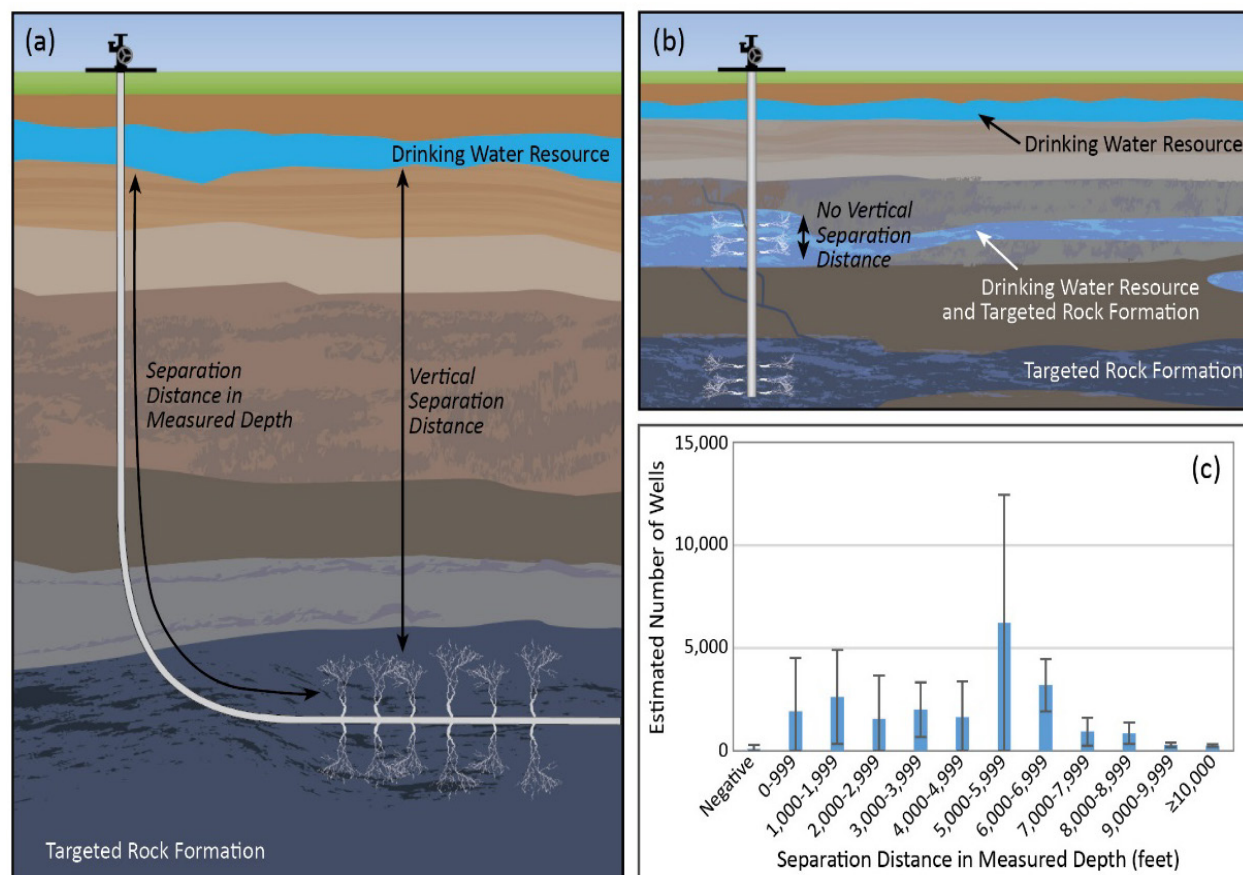 (a)
Drinking Water Resource
Separation
Distance in
Measured Depth
Vertical
Separation
Distance
Targeted Rock Formation
(b)
Drinking Water Resource
No Vertical
Separation
Distance
Drinking Water Resource
and Targeted Rock Formation
Targeted Rock Formation
(c)
Estimated Number of Wells
15,000
10,000
5,000
0
Negative
0-999
1,000-1,999
2,000-2,999
3,000-3,999
4,000-4,999
5,000-5,999
6,000-6,999
7,000-7,999
8,000-8,999
9,000-9,999
≥10,000
Separation Distance in Measured Depth (feet)